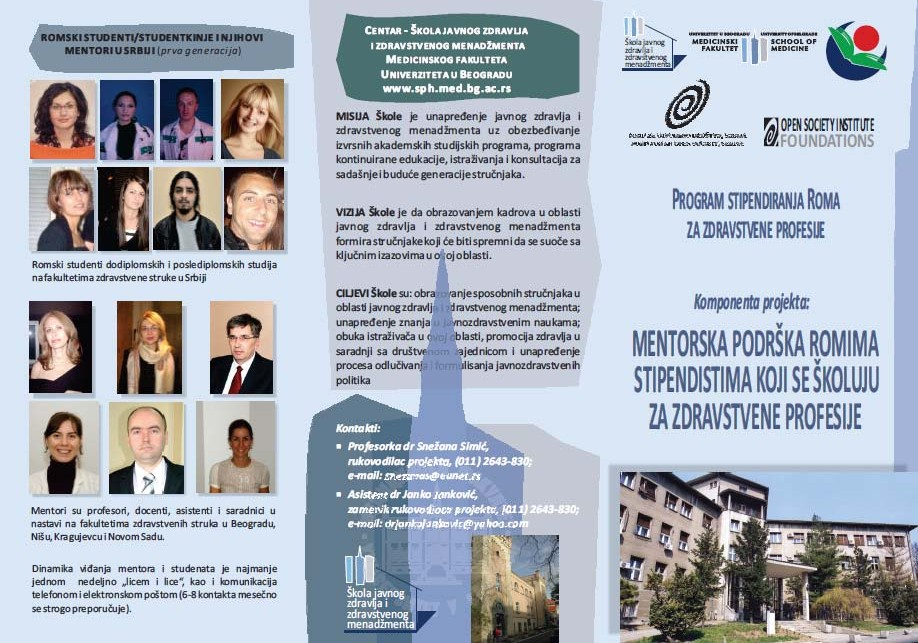 ROMSKI STUDENTI/STUDENTKINJE I NJIHOVI
MENTORI U SRBIJI (prva generacija)
Romski studenti dodiplomskih i poslediplomskih studija
na fakultetima zdravstvene struke u Srbiji
Mentori su profesori, docenti, asistenti i saradnici u
nastavi na fakultetima zdravstvenih struka u Beogradu,
Nišu, Kragujevcu i Novom Sadu.
Dinamika viđanja mentora i studenata je najmanje
jednom nedeljno „licem i lice“, kao i komunikacija
telefonom i elektronskom poštom (6-8 kontakta mesečno
se strogo preporučuje).
CENTAR - ŠKOLA JAVNOG ZDRAVLJA
I ZDRAVSTVENOG MENADŽMENTA
MEDICINSKOG FAKULTETA
UNIVERZITETA U BEOGRADU
www.sph.med.bg.ac.rs
MISIJA Škole je unapređenje javnog zdravlja i
zdravstvenog menadžmenta uz obezbeđivanje
izvrsnih akademskih studijskih programa, programa
kontinuirane edukacije, istraživanja i konsultacija za
sadašnje i buduće generacije stručnjaka.
VIZIJA Škole je da obrazovanjem kadrova u oblasti
javnog zdravlja i zdravstvenog menadžmenta
formira stručnjake koji će biti spremni da se suoče sa
ključnim izazovima u ovoj oblasti.
CILJEVI Škole su: obrazovanje sposobnih stručnjaka u
oblasti javnog zdravlja i zdravstvenog menadžmenta;
unapređenje znanja u javnozdravstvenim naukama;
obuka istraživača u ovoj oblasti, promocija zdravlja u
saradnji sa društvenom zajednicom i unapređenje
procesa odlučivanja i formulisanja javnozdravstvenih
politika
Kontakti:
▪ Profesorka dr Snežana Simić,
rukovodilac projekta, (011) 2643-830;
e-mail: @eunet.rs
▪ Asistent dr Janko Janković,
zamenik rukovodioca projekta, (011) 2643-830;
e-mail: drjankojankovic@yahoo.com
Škola javnog
zdravlja i
zdravstvenog
menadžmenta
Škola javnog
zdravlja i
zdravstvenog
menadžmenta
UNIVERZITET U BEOGRADU
MEDICINSKI
FAKULTET
UNIVERSITY OF BELGRADE
SCHOOL OF
MEDICINE
OPEN SOCIETY INSTITUTE
FOUNDATIONS
PROGRAM STIPENDIRANJA ROMA
ZA ZDRAVSTVENE PROFESIJE
Komponenta projekta:
MENTORSKA PODRŠKA ROMIMA
STIPENDISTIMA KOJI SE ŠKOLUJU
ZA ZDRAVSTVENE PROFESIJE